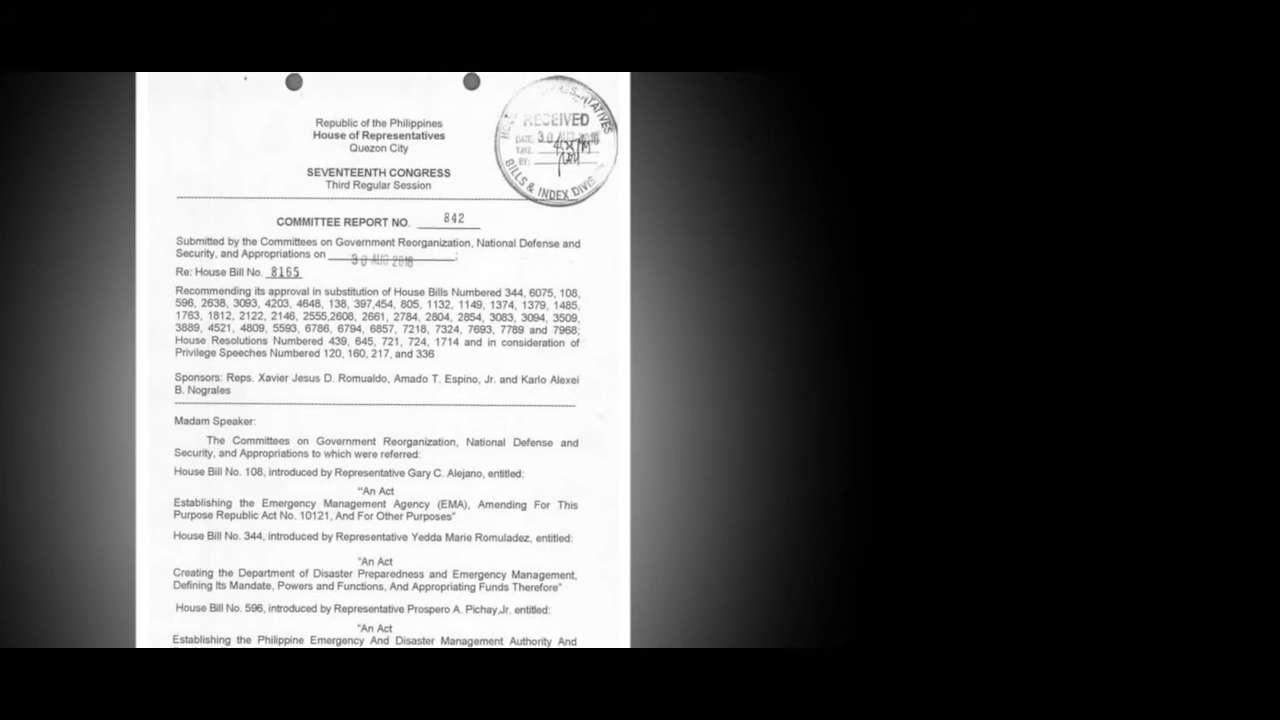 Republic of the Philippines
House of Representatives
Quezon City
SEVENTEENTH CONGRESS
Third Regular Session
RECEIVED
DATE: 30 AUG 2018
TIME:
BY:
BILLS & INDEX DIVIS
COMMITTEE REPORT NO. 842
Submitted by the Committees on Government Reorganization, National Defense and
Security, and Appropriations on 30 AUG 2018 ;
Re: House Bill No. 8165
Recommending its approval in substitution of House Bills Numbered 344, 6075, 108,
596, 2638, 3093, 4203, 4648, 138, 397,454, 805, 1132, 1149, 1374, 1379, 1485,
1763, 1812, 2122, 2146, 2555,2608, 2661, 2784, 2804, 2854, 3083, 3094, 3509,
3889, 4521, 4809, 5593, 6786, 6794, 6857, 7218, 7324, 7693, 7789 and 7968;
House Resolutions Numbered 439, 645, 721, 724, 1714 and in consideration of
Privilege Speeches Numbered 120, 160, 217, and 336
Sponsors: Reps. Xavier Jesus D. Romualdo, Amado T. Espino, Jr. and Karlo Alexei
B. Nograles
Madam Speaker:
The Committees on Government Reorganization, National Defense and
Security, and Appropriations to which were referred:
House Bill No. 108, introduced by Representative Gary C. Alejano, entitled:
"An Act
Establishing the Emergency Management Agency (EMA), Amending For This
Purpose Republic Act No. 10121, And For Other Purposes"
House Bill No. 344, introduced by Representative Yedda Marie Romuladez, entitled:
"An Act
Creating the Department of Disaster Preparedness and Emergency Management,
Defining Its Mandate, Powers and Functions, And Appropriating Funds Therefore"
House Bill No. 596, introduced by Representative Prospero A. Pichay,Jr. entitled:
"An Act
Establishing the Philippine Emergency And Disaster Management Authority And